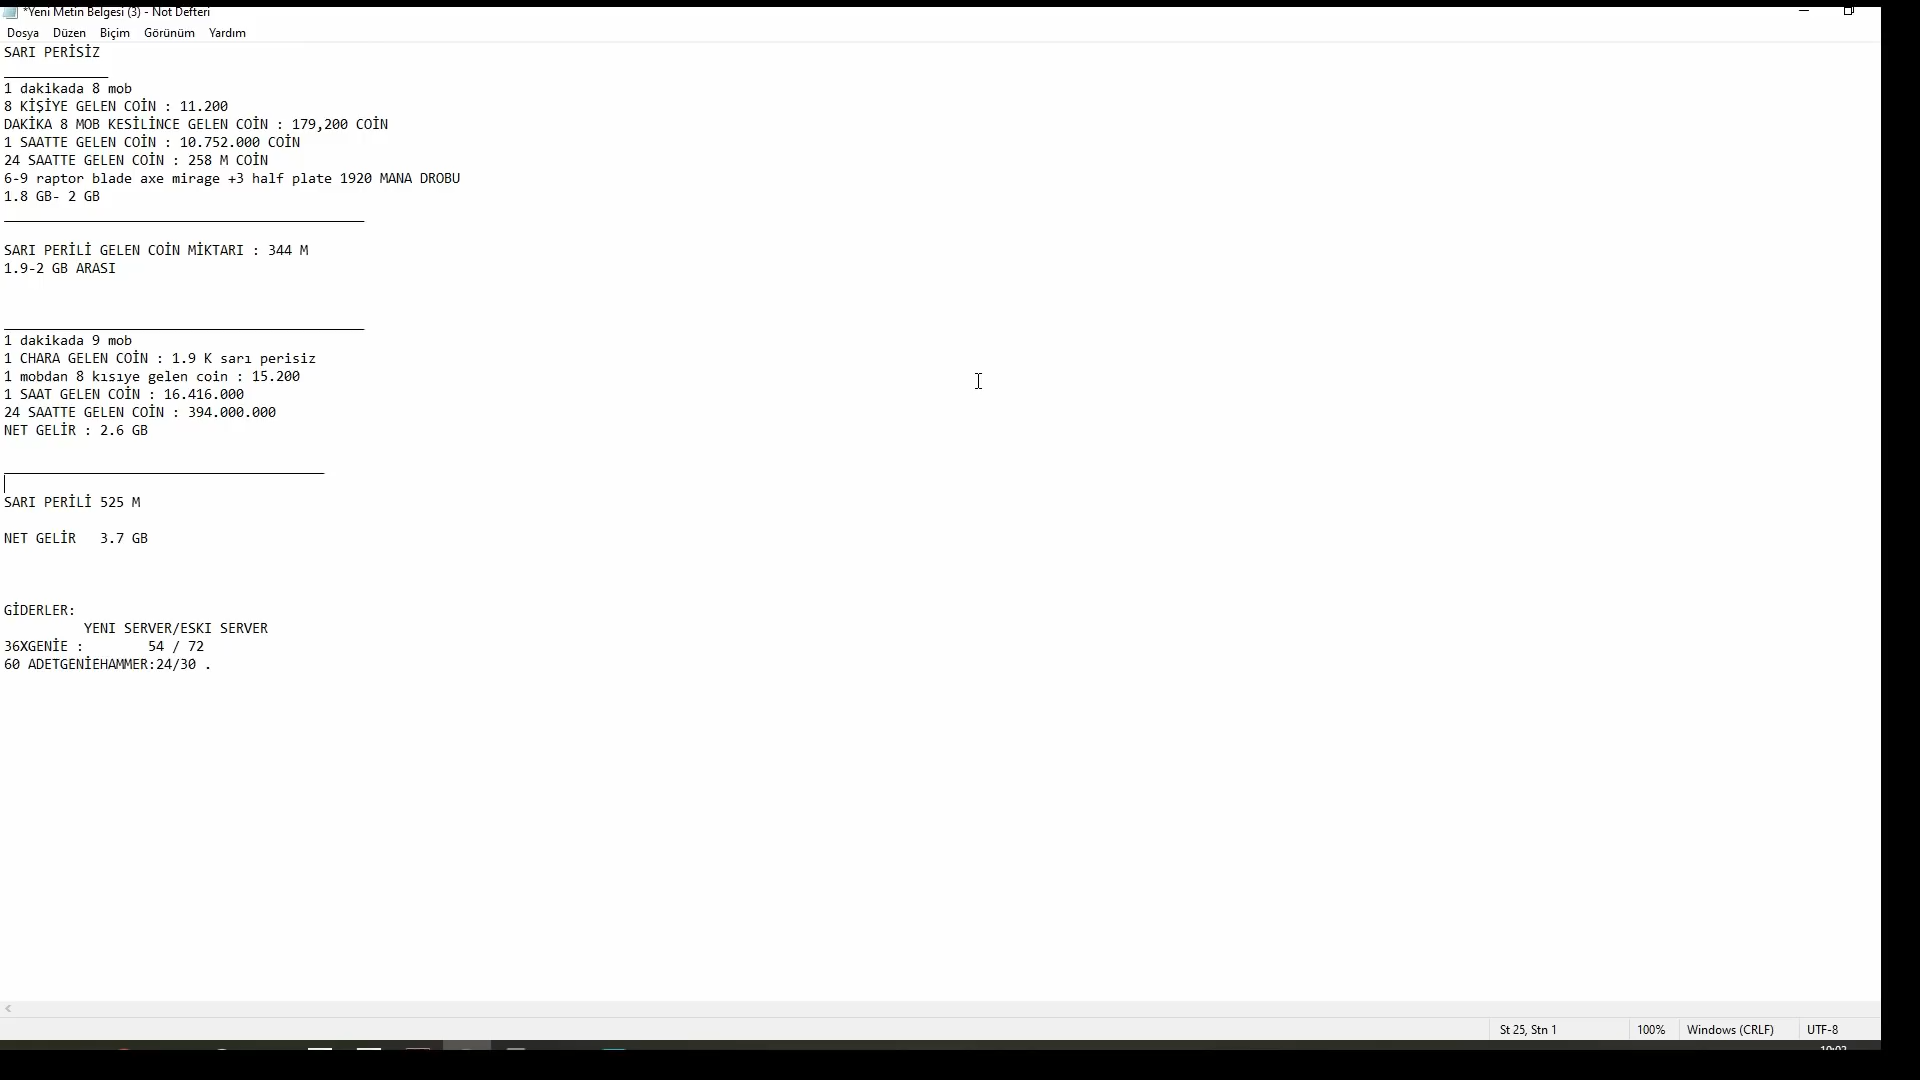 *Yeni Metin Belgesi (3) - Not Defteri
Dosya Düzen Biçim Görünüm Yardım
SARI PERİSİZ
_____________
1 dakikada 8 mob
8 KİŞİYE GELEN COİN : 11.200
DAKİKA 8 MOB KESİLİNCE GELEN COİN : 179,200 COİN
1 SAATTE GELEN COİN : 10.752.000 COİN
24 SAATTE GELEN COİN : 258 M COİN
6-9 raptor blade axe mirage +3 half plate 1920 MANA DROBU
1.8 GB- 2 GB
_____________________________________________
SARI PERİLİ GELEN COİN MİKTARI : 344 M
1.9-2 GB ARASI
_____________________________________________
1 dakikada 9 mob
1 CHARA GELEN COİN : 1.9 K sarı perisiz
1 mobdan 8 kısıye gelen coin : 15.200
1 SAAT GELEN COİN : 16.416.000
24 SAATTE GELEN COİN : 394.000.000
NET GELİR : 2.6 GB
________________________________________
SARI PERİLİ 525 M
NET GELİR   3.7 GB
GİDERLER:
YENI SERVER/ESKI SERVER
36XGENİE :        54 / 72
60 ADETGENİEHAMMER:24/30 .
St 25, Stn 1 100% Windows (CRLF) UTF-8